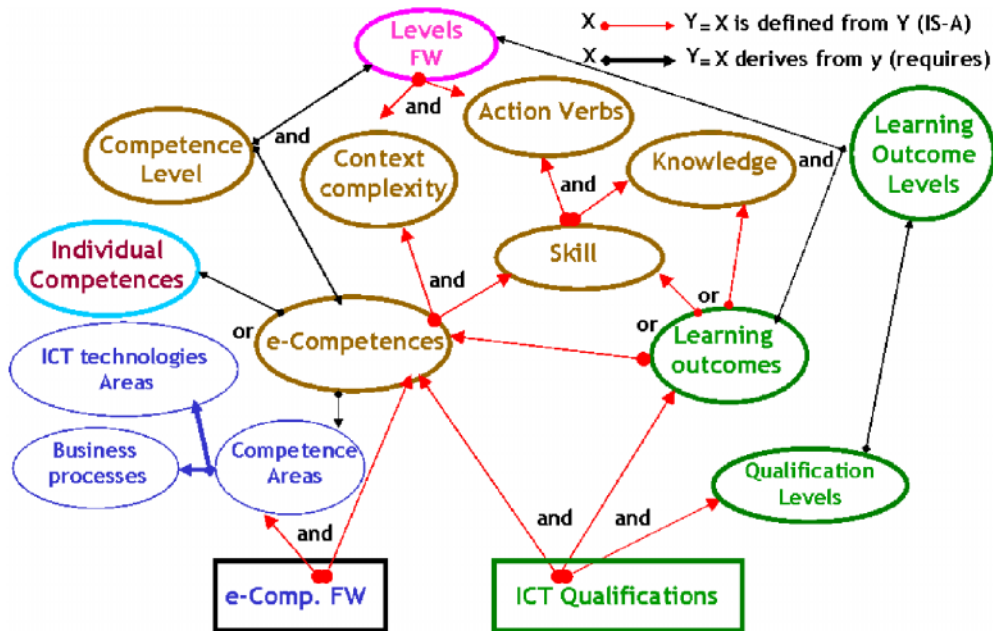 Levels
FW
X Y= X is defined from Y (IS-A)
X Y= X derives from y (requires)
and
Action Verbs
Competence
Level
and
Context
complexity
Knowledge
and
Learning
Outcome
Levels
and
Skill
Individual
Competences
and
or
or
or
e-Competences
Learning
outcomes
ICT technologies
Areas
Business
processes
Competence
Areas
Qualification
Levels
and
and
and
e-Comp. FW
ICT Qualifications